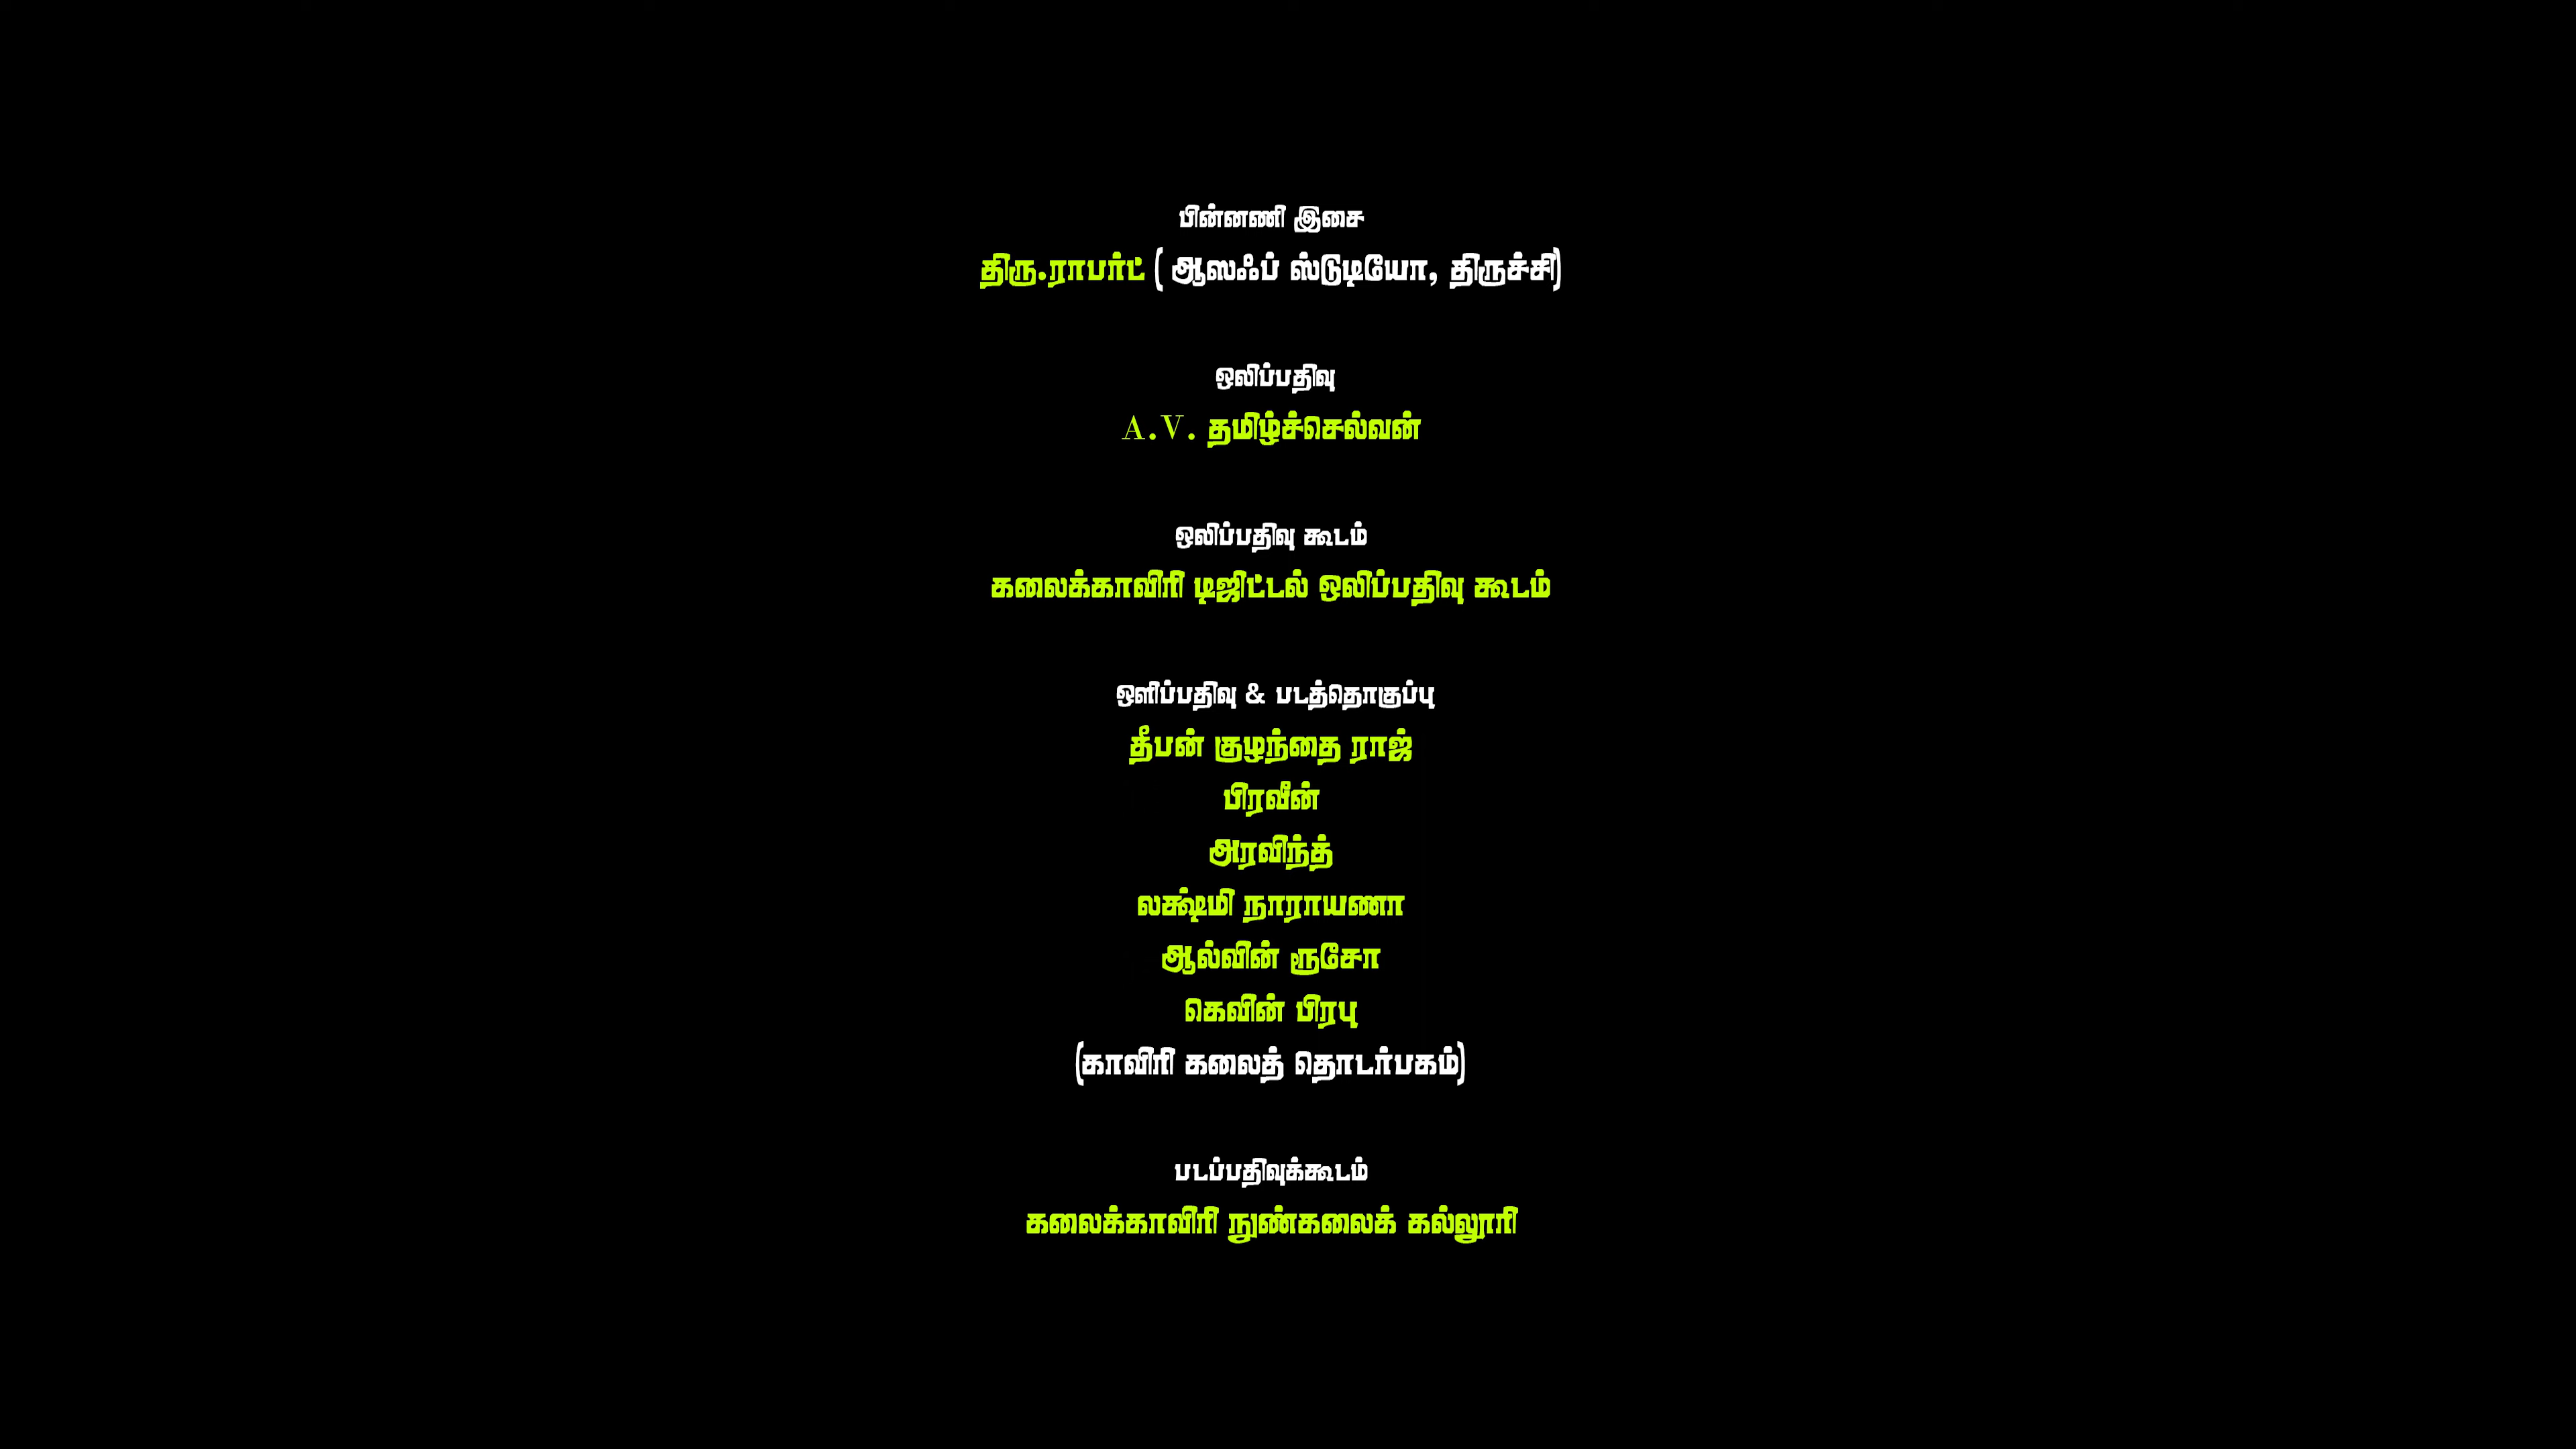 பின்னணி இசை
திரு.ராபர்ட் ( ஆஸஃப் ஸ்டுடியோ, திருச்சி)
ஒலிப்பதிவு
A.V. தமிழ்ச்செல்வன்
ஒலிப்பதிவு கூடம்
கலைக்காவிரி டிஜிட்டல் ஒலிப்பதிவு கூடம்
ஒளிப்பதிவு & படத்தொகுப்பு
தீபன் குழந்தை ராஜ்
பிரவீன்
அரவிந்த்
லக்ஷ்மி நாராயணா
ஆல்வின் ரூசோ
கெவின் பிரபு
(காவிரி கலைத் தொடர்பகம்)
படப்பதிவுக்கூடம்
கலைக்காவிரி நுண்கலைக் கல்லூரி